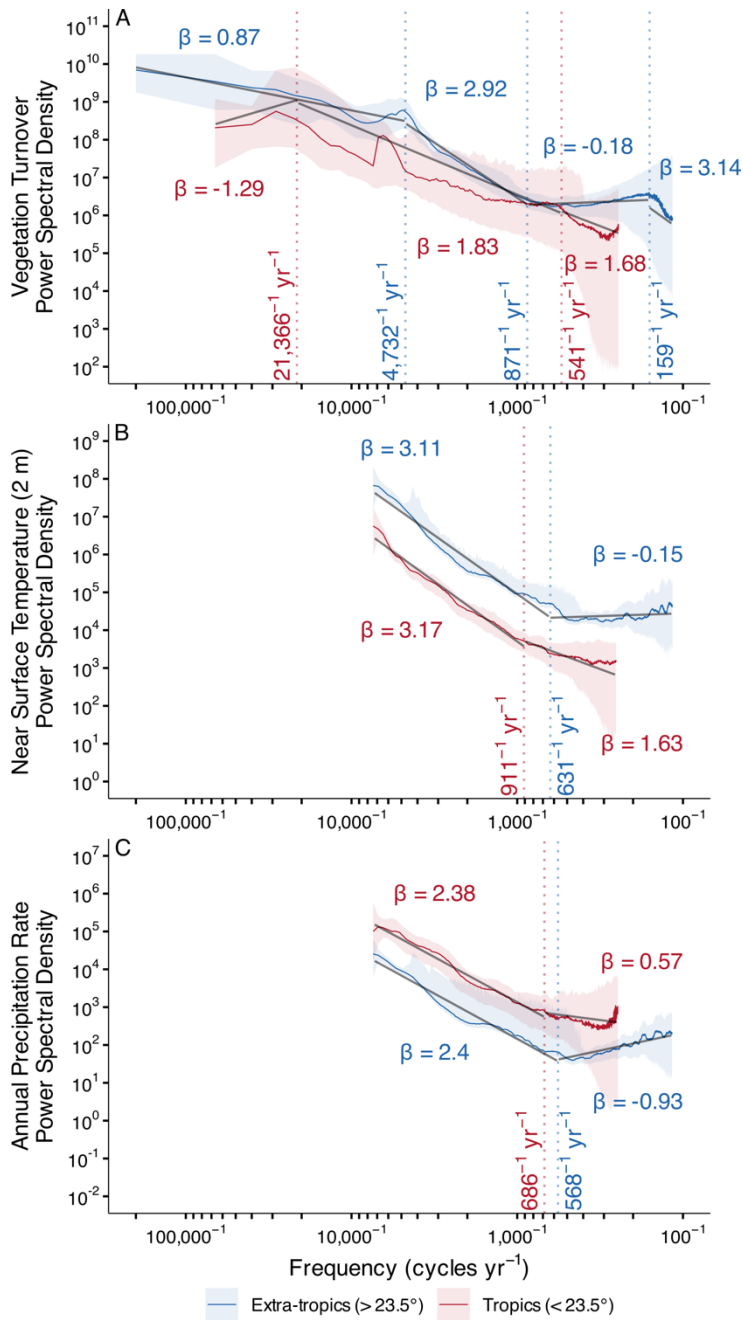 A
Vegetation Turnover
Power Spectral Density
10¹¹
10¹⁰
10⁹
10⁸
10⁷
10⁶
10⁵
10⁴
10³
10²
β = 0.87
β = 2.92
β = -0.18
β = 3.14
β = -1.29
β = 1.83
β = 1.68
21,366⁻¹ yr⁻¹
4,732⁻¹ yr⁻¹
871⁻¹ yr⁻¹
541⁻¹ yr⁻¹
159⁻¹ yr⁻¹
100,000⁻¹
10,000⁻¹
1,000⁻¹
100⁻¹
B
Near Surface Temperature (2 m)
Power Spectral Density
10⁹
10⁸
10⁷
10⁶
10⁵
10⁴
10³
10²
10¹
10⁰
β = 3.11
β = -0.15
β = 3.17
β = 1.63
911⁻¹ yr⁻¹
631⁻¹ yr⁻¹
100,000⁻¹
10,000⁻¹
1,000⁻¹
100⁻¹
C
Annual Precipitation Rate
Power Spectral Density
10⁷
10⁶
10⁵
10⁴
10³
10²
10¹
10⁰
10⁻¹
10⁻²
β = 2.38
β = 0.57
β = 2.4
β = -0.93
686⁻¹ yr⁻¹
568⁻¹ yr⁻¹
100,000⁻¹
10,000⁻¹
1,000⁻¹
100⁻¹
Frequency (cycles yr⁻¹)
Extra-tropics (> 23.5°)
Tropics (< 23.5°)